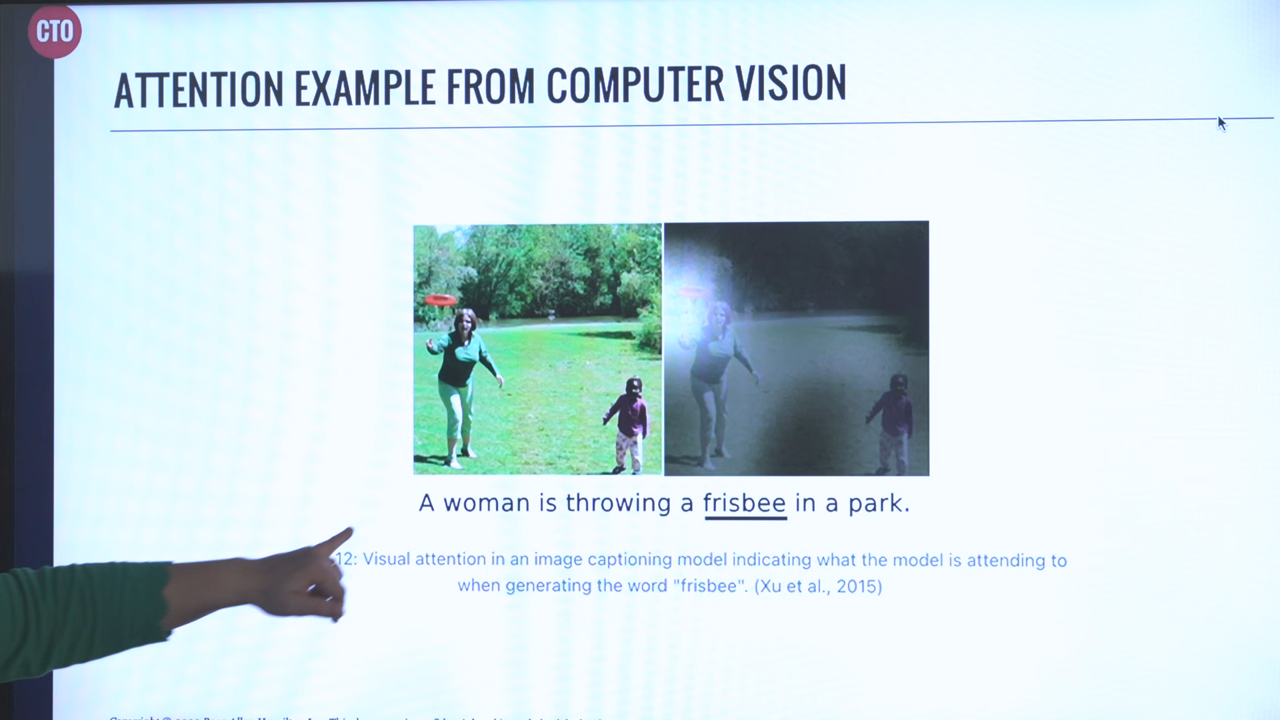 CTO
ATTENTION EXAMPLE FROM COMPUTER VISION
A woman is throwing a frisbee in a park.
12: Visual attention in an image captioning model indicating what the model is attending to
when generating the word "frisbee". (Xu et al., 2015)
Copyright ©